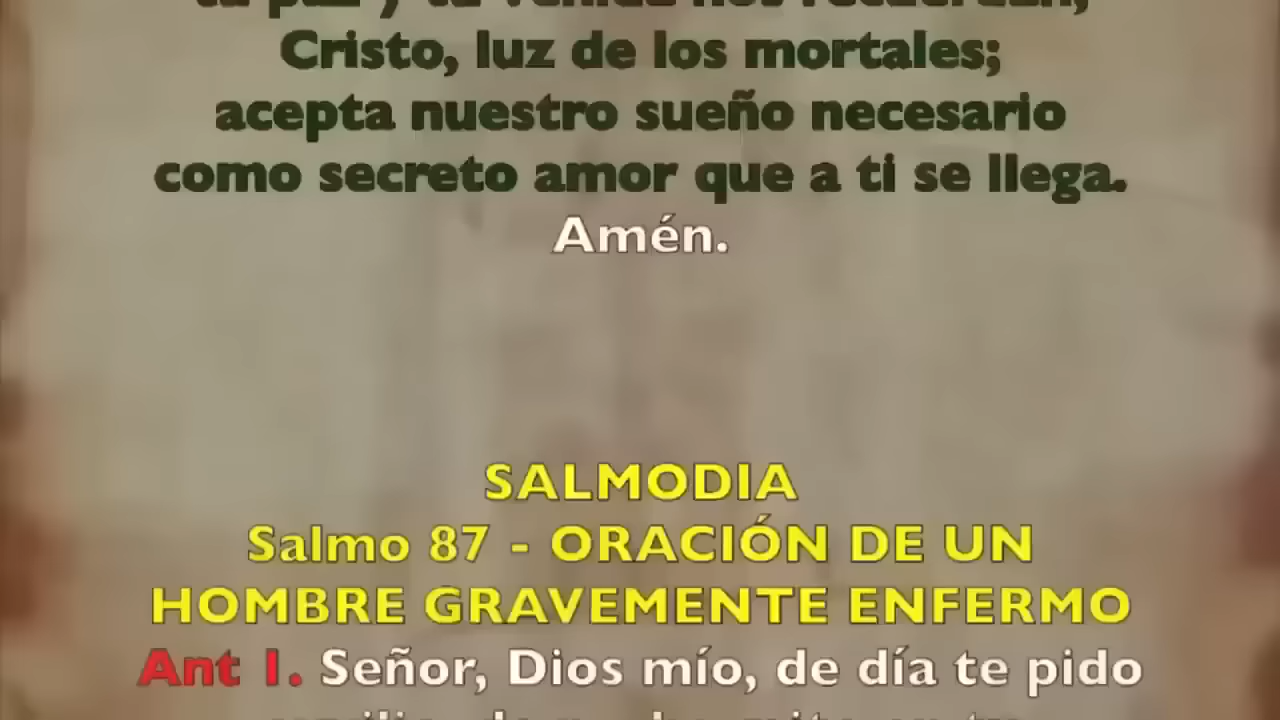 Cristo, luz de los mortales;
acepta nuestro sueño necesario
como secreto amor que a ti se llega.
Amén.
SALMODIA
Salmo 87 - ORACIÓN DE UN
HOMBRE GRAVEMENTE ENFERMO
Ant 1. Señor, Dios mío, de día te pido